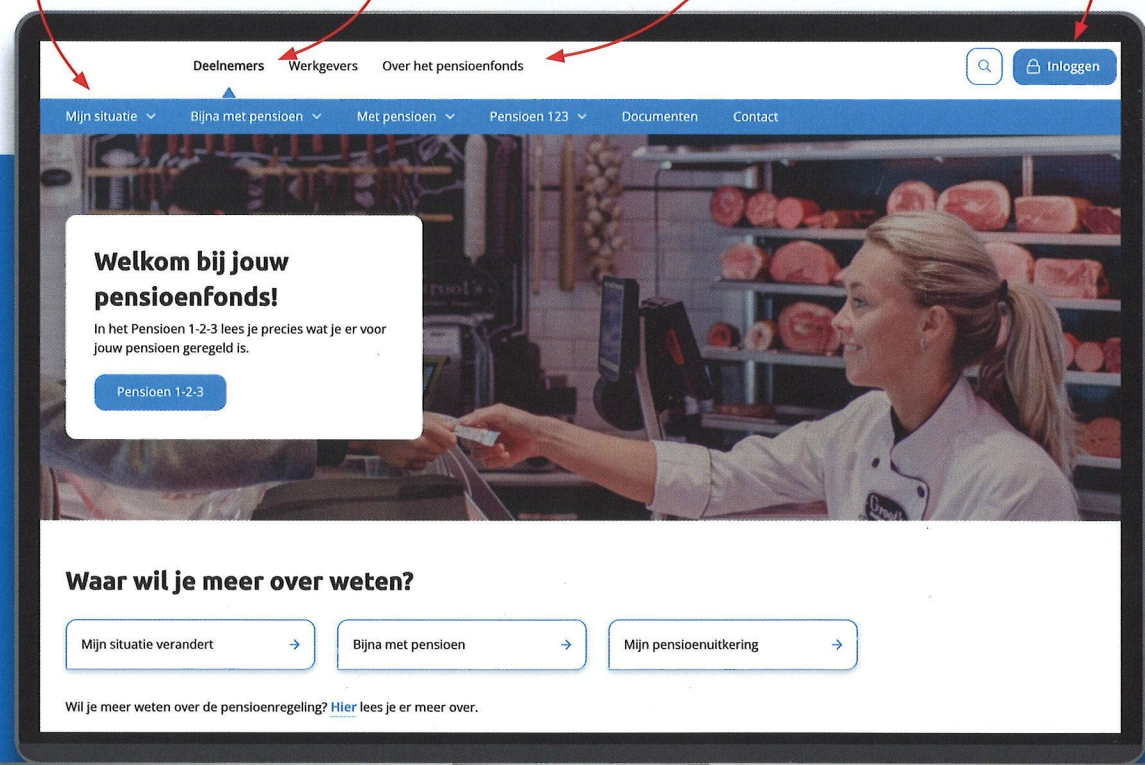 Deelnemers Werkgevers Over het pensioenfonds Inloggen
Mijn situatie Bijna met pensioen Met pensioen Pensioen 123 Documenten Contact
Welkom bij jouw
pensioenfonds!
In het Pensioen 1-2-3 lees je precies wat je er voor
jouw pensioen geregeld is.
Pensioen 1-2-3
Waar wil je meer over weten?
Mijn situatie verandert
Bijna met pensioen
Mijn pensioenuitkering
Wil je meer weten over de pensioenregeling? Hier lees je er meer over.